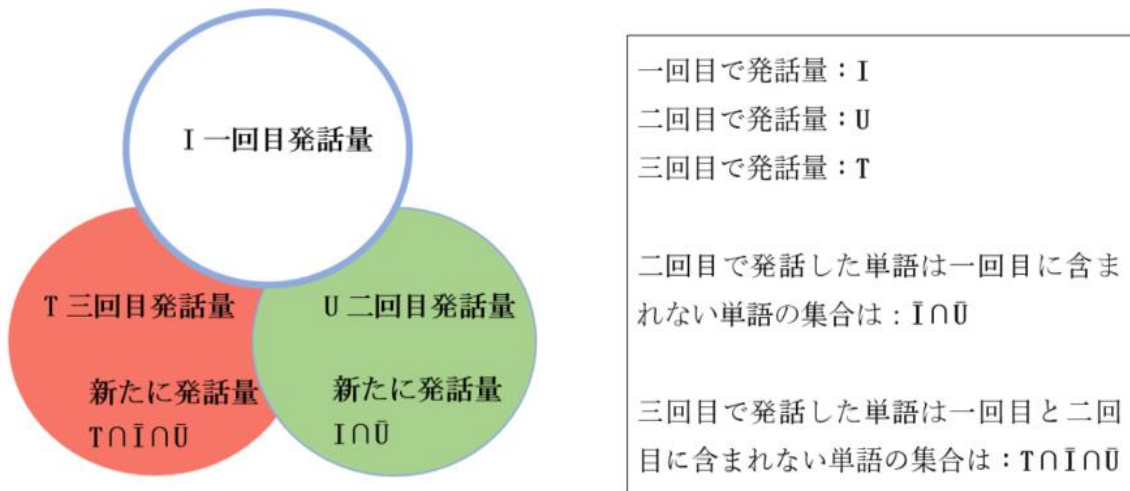 I 一回目発話量
T 三回目発話量
新たに発話量
T∩Ī∩Ū
U 二回目発話量
新たに発話量
I∩Ū
一回目で発話量：I
二回目で発話量：U
三回目で発話量：T
二回目で発話した単語は一回目に含ま
れない単語の集合は：Ī∩Ū
三回目で発話した単語は一回目と二回
目に含まれない単語の集合は：T∩Ī∩Ū